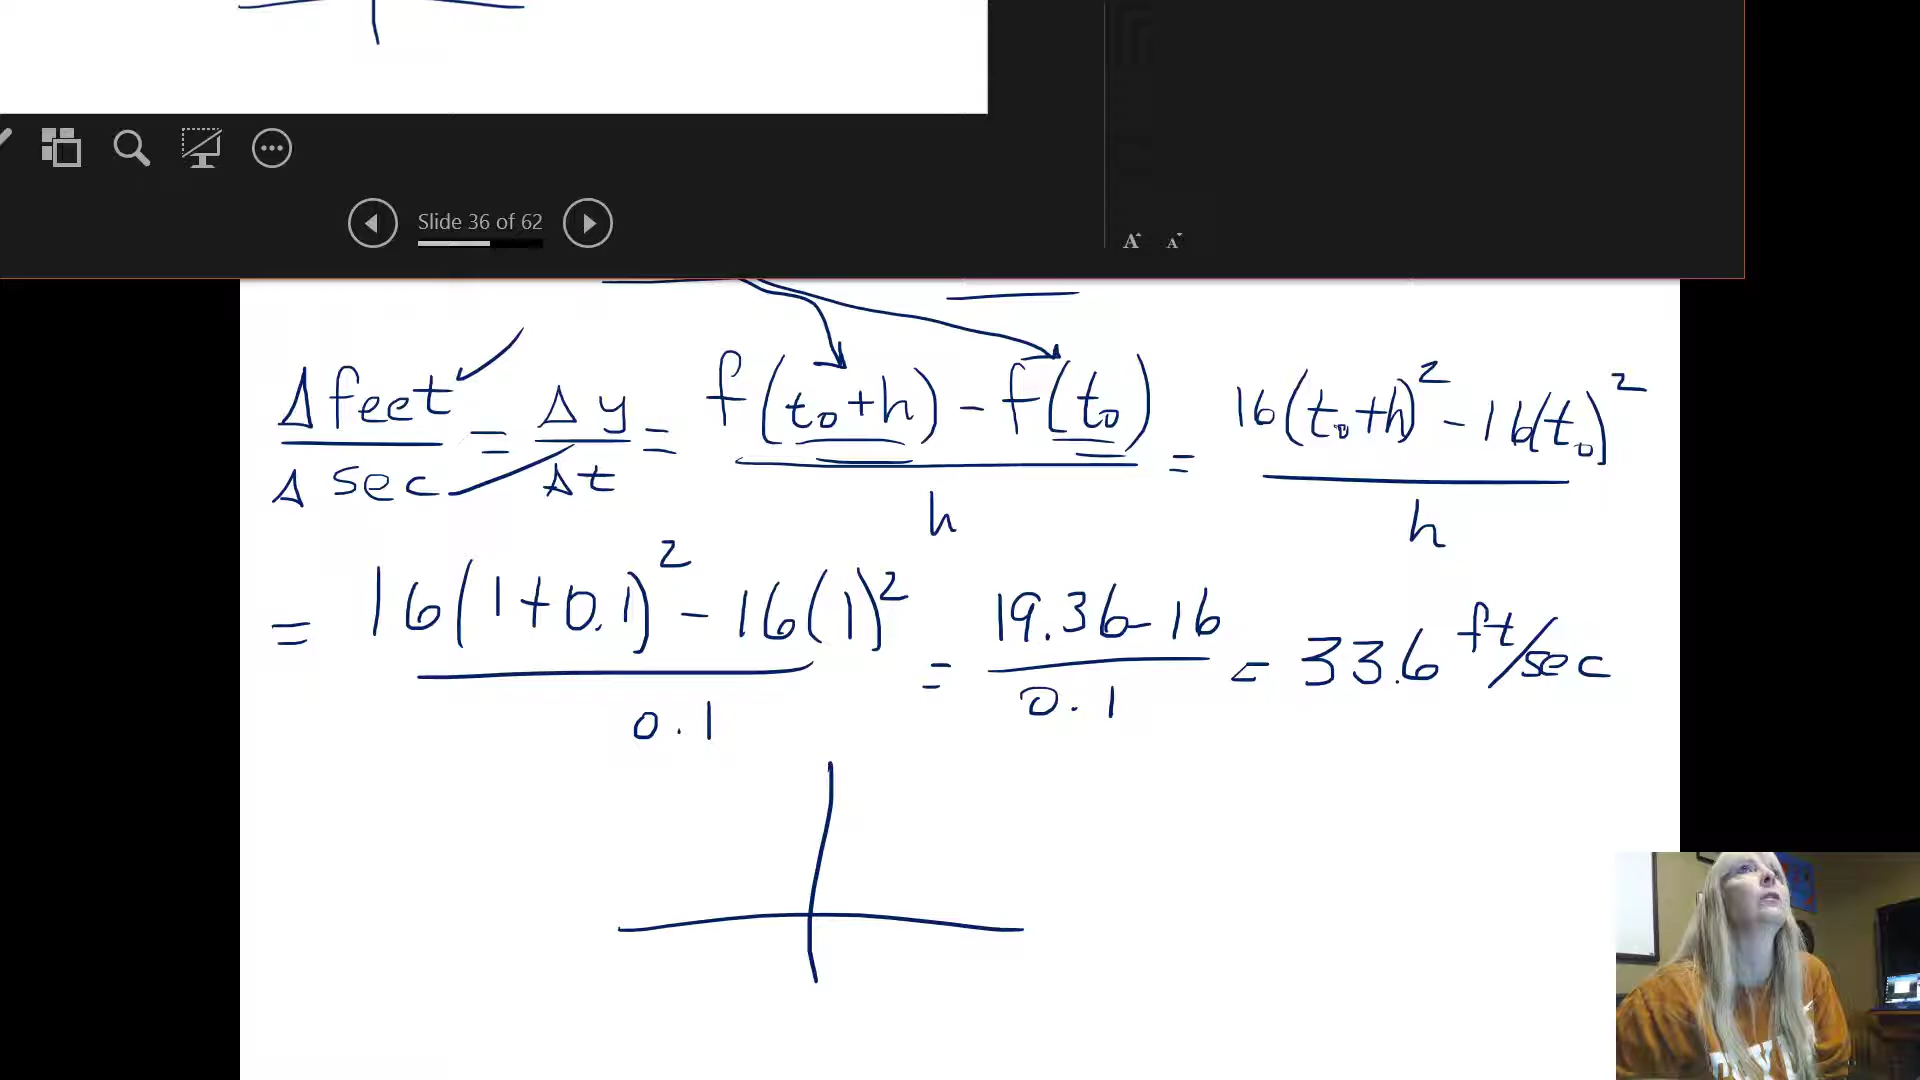 Slide 36 of 62
A A
Δfeet/Δsec = Δy/Δt = (f(t₀+h) - f(t₀))/h = (16(t₀+h)² - 16(t₀)²)/h
= (16(1+0.1)² - 16(1)²)/0.1 = (19.36-16)/0.1 = 33.6 ft/sec